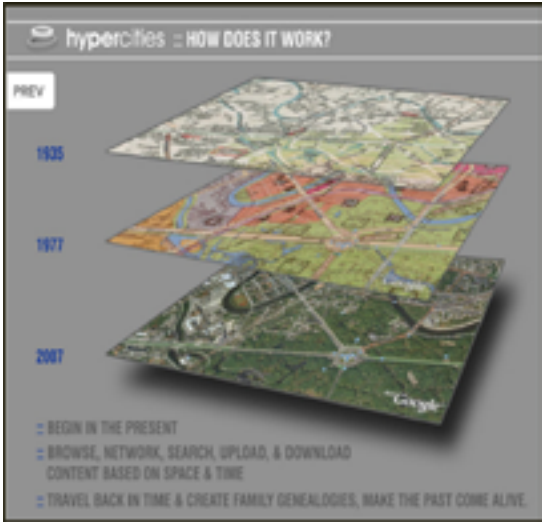 hypercities :: HOW DOES IT WORK?
PREV
1935
1977
2007
Google
Google
:: BEGIN IN THE PRESENT
:: BROWSE, NETWORK, SEARCH, UPLOAD, & DOWNLOAD
CONTENT BASED ON SPACE & TIME
:: TRAVEL BACK IN TIME & CREATE FAMILY GENEALOGIES, MAKE THE PAST COME ALIVE.